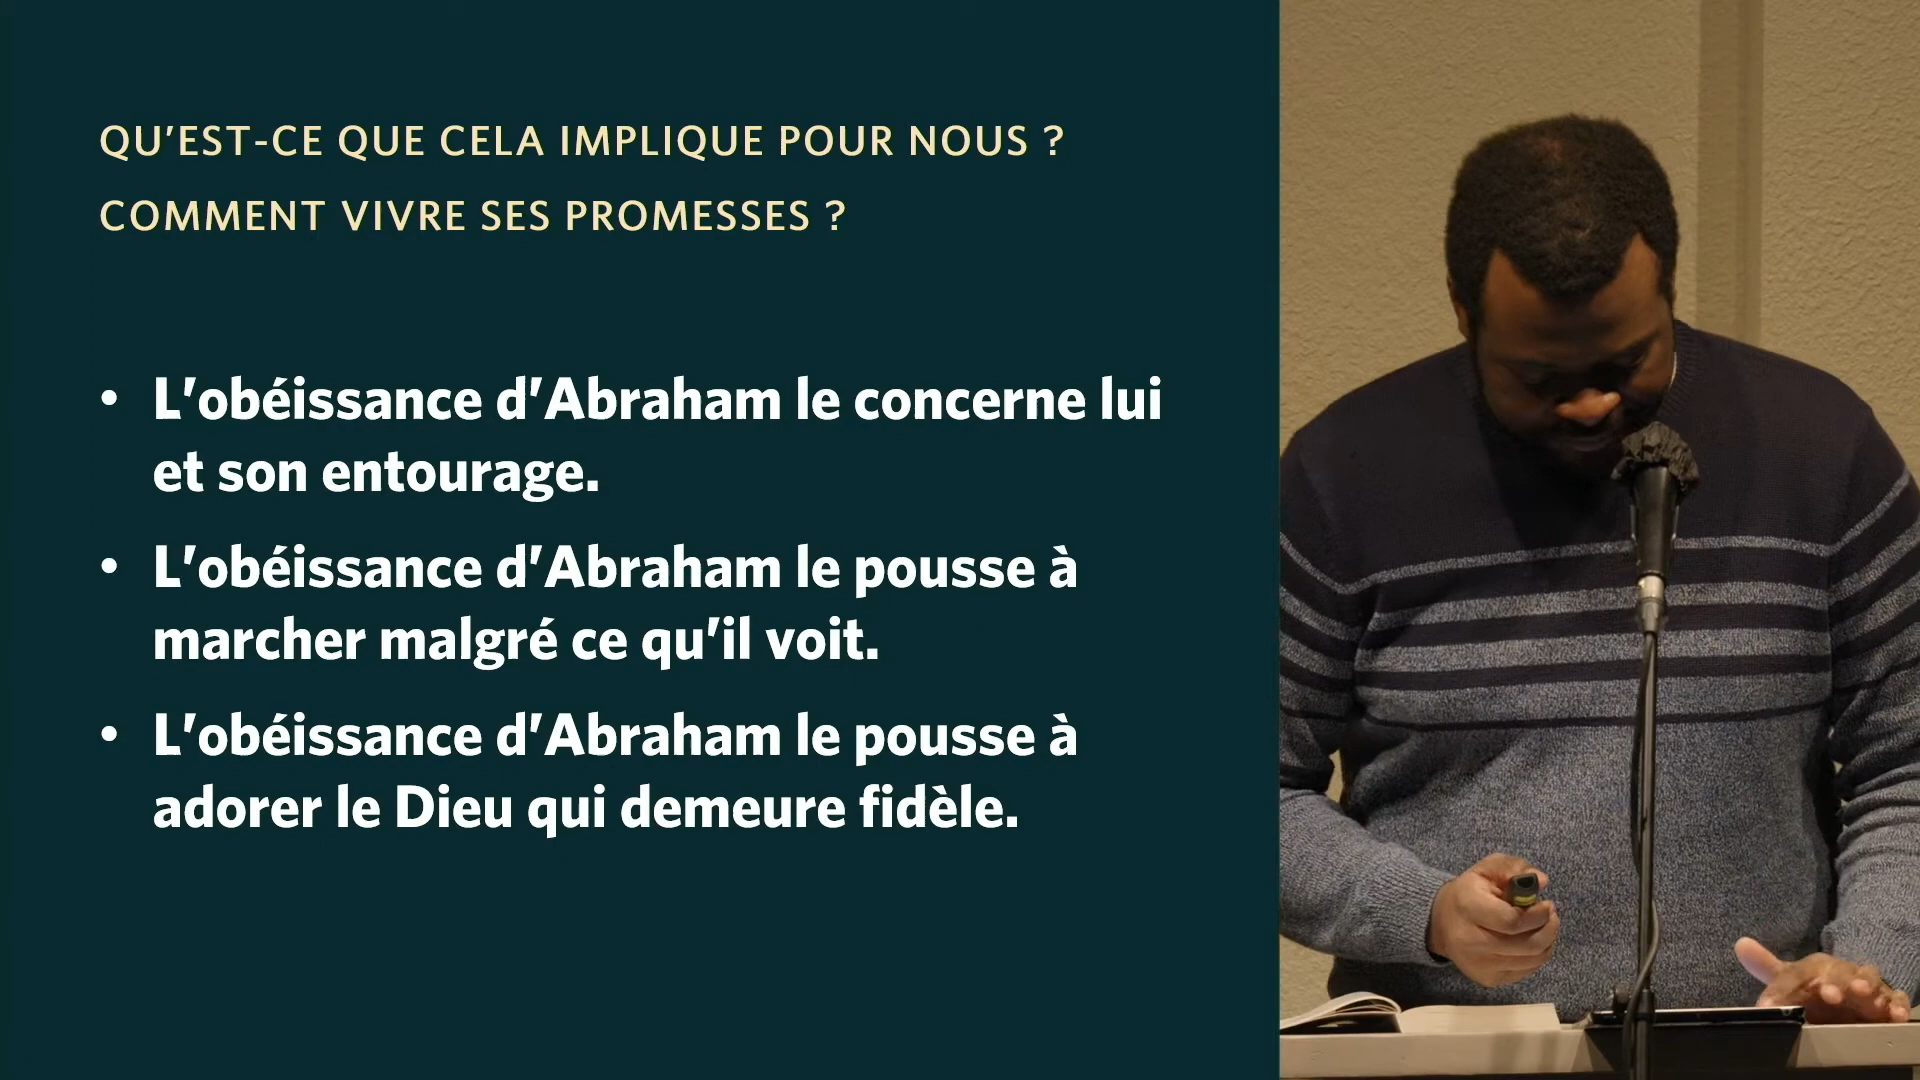 QU’EST-CE QUE CELA IMPLIQUE POUR NOUS ?
COMMENT VIVRE SES PROMESSES ?
• L’obéissance d’Abraham le concerne lui
et son entourage.
• L’obéissance d’Abraham le pousse à
marcher malgré ce qu’il voit.
• L’obéissance d’Abraham le pousse à
adorer le Dieu qui demeure fidèle.